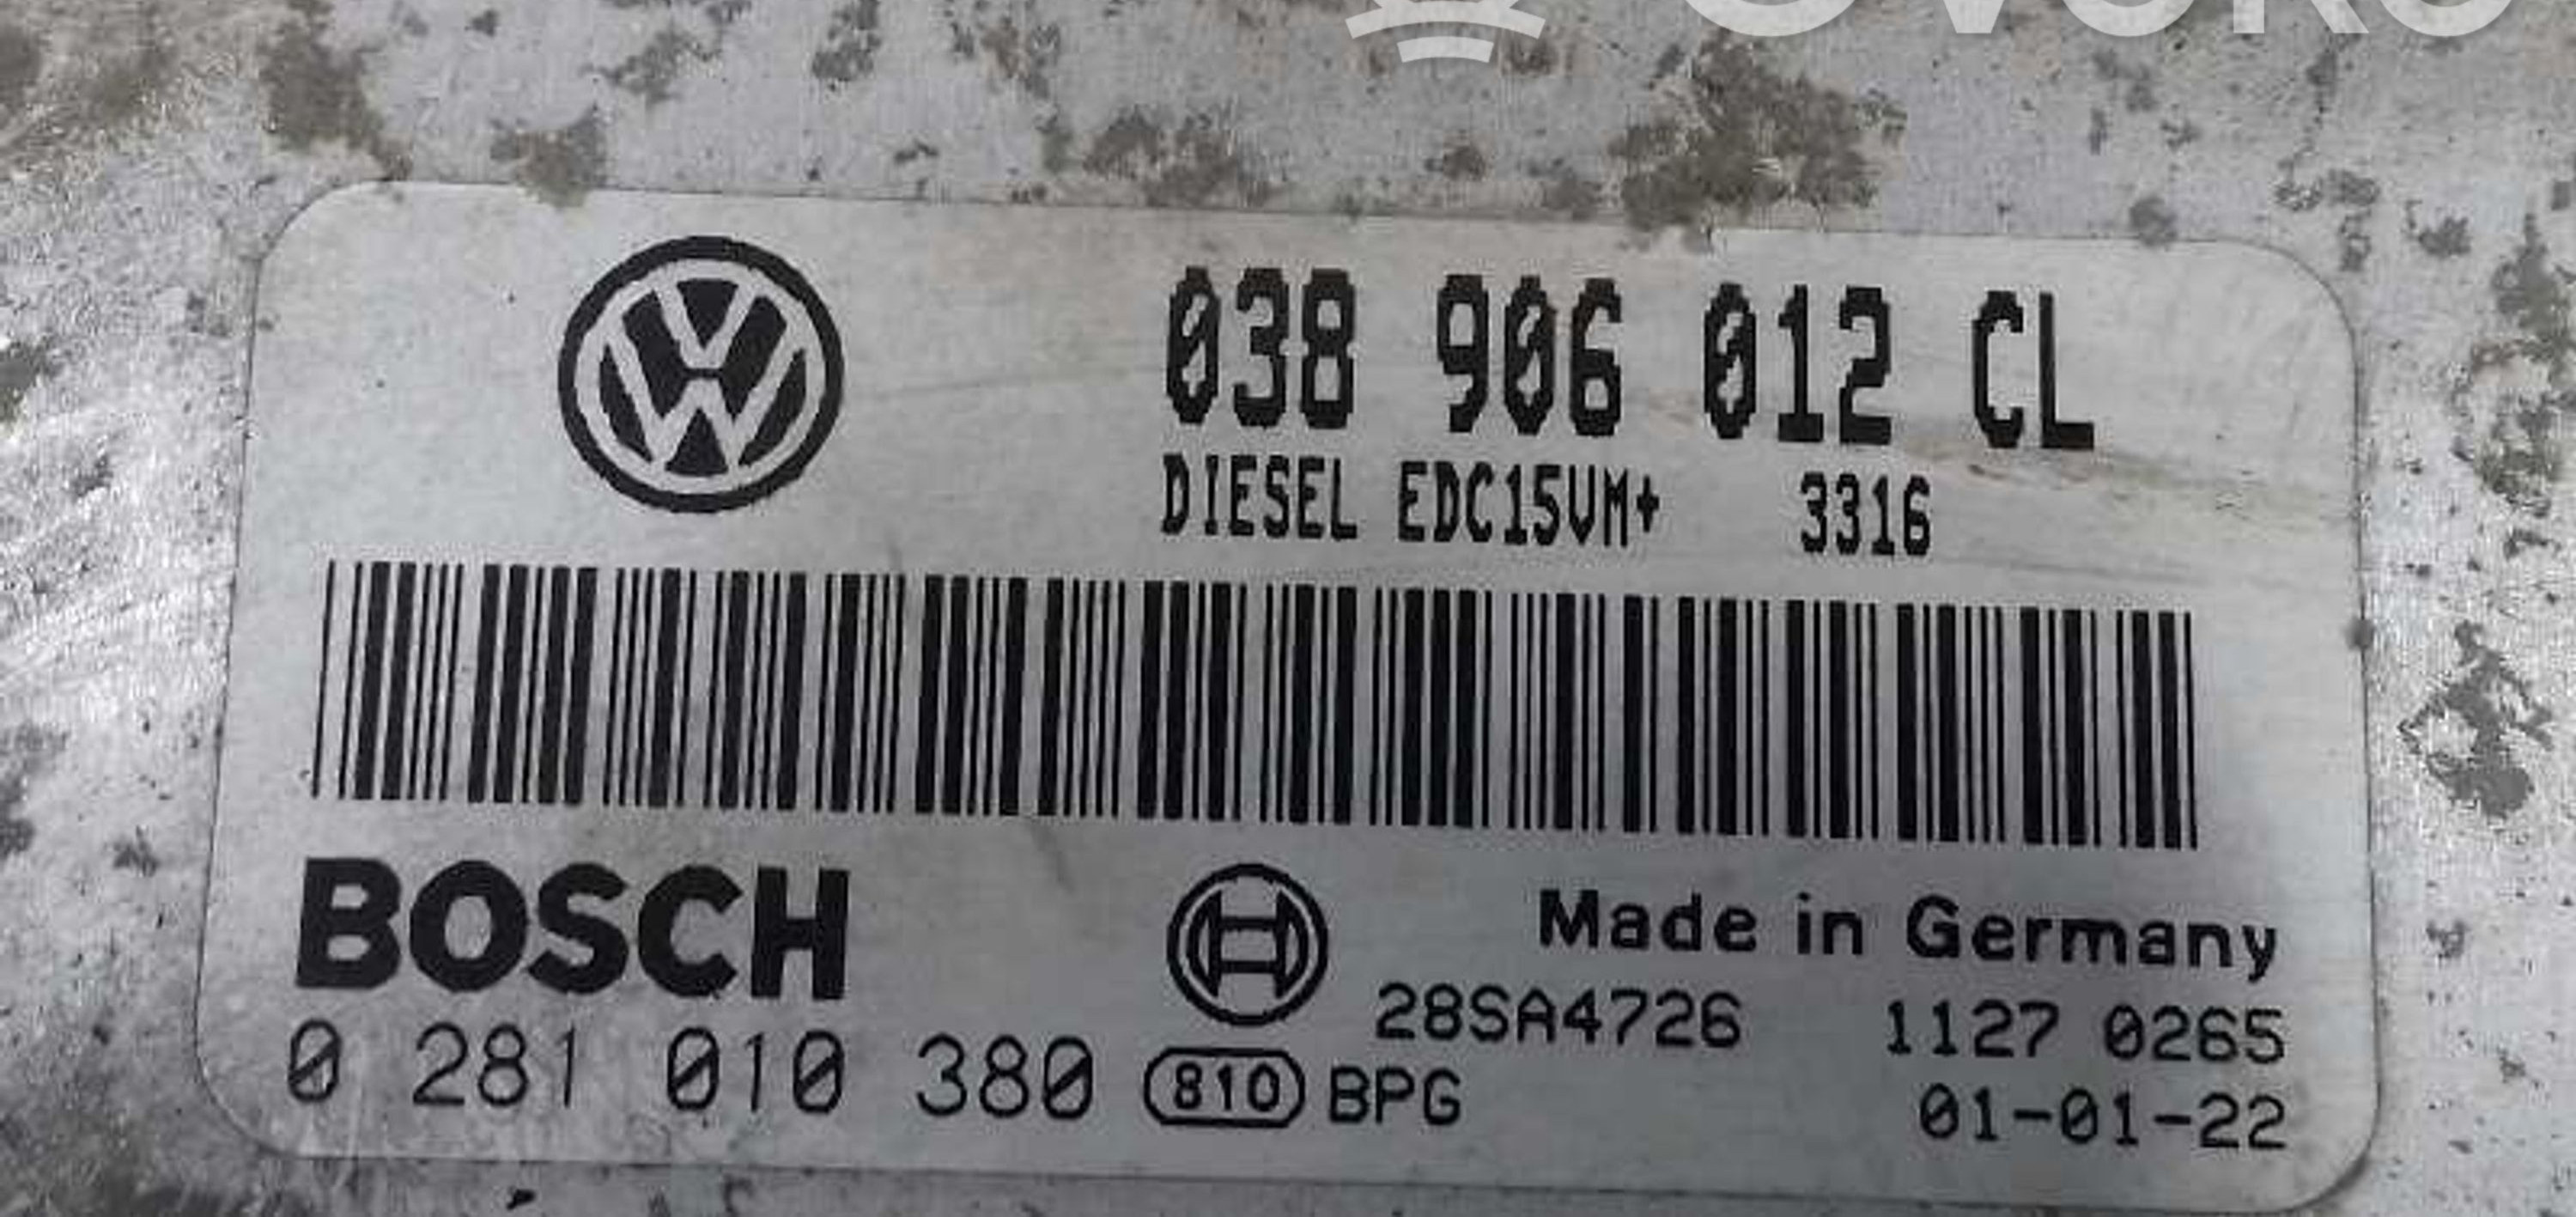 038 906 012 CL
DIESEL EDC15VM+ 3316
BOSCH
Made in Germany
28SA4726 1127 0265
0 281 010 380 810 BPG
01-01-22